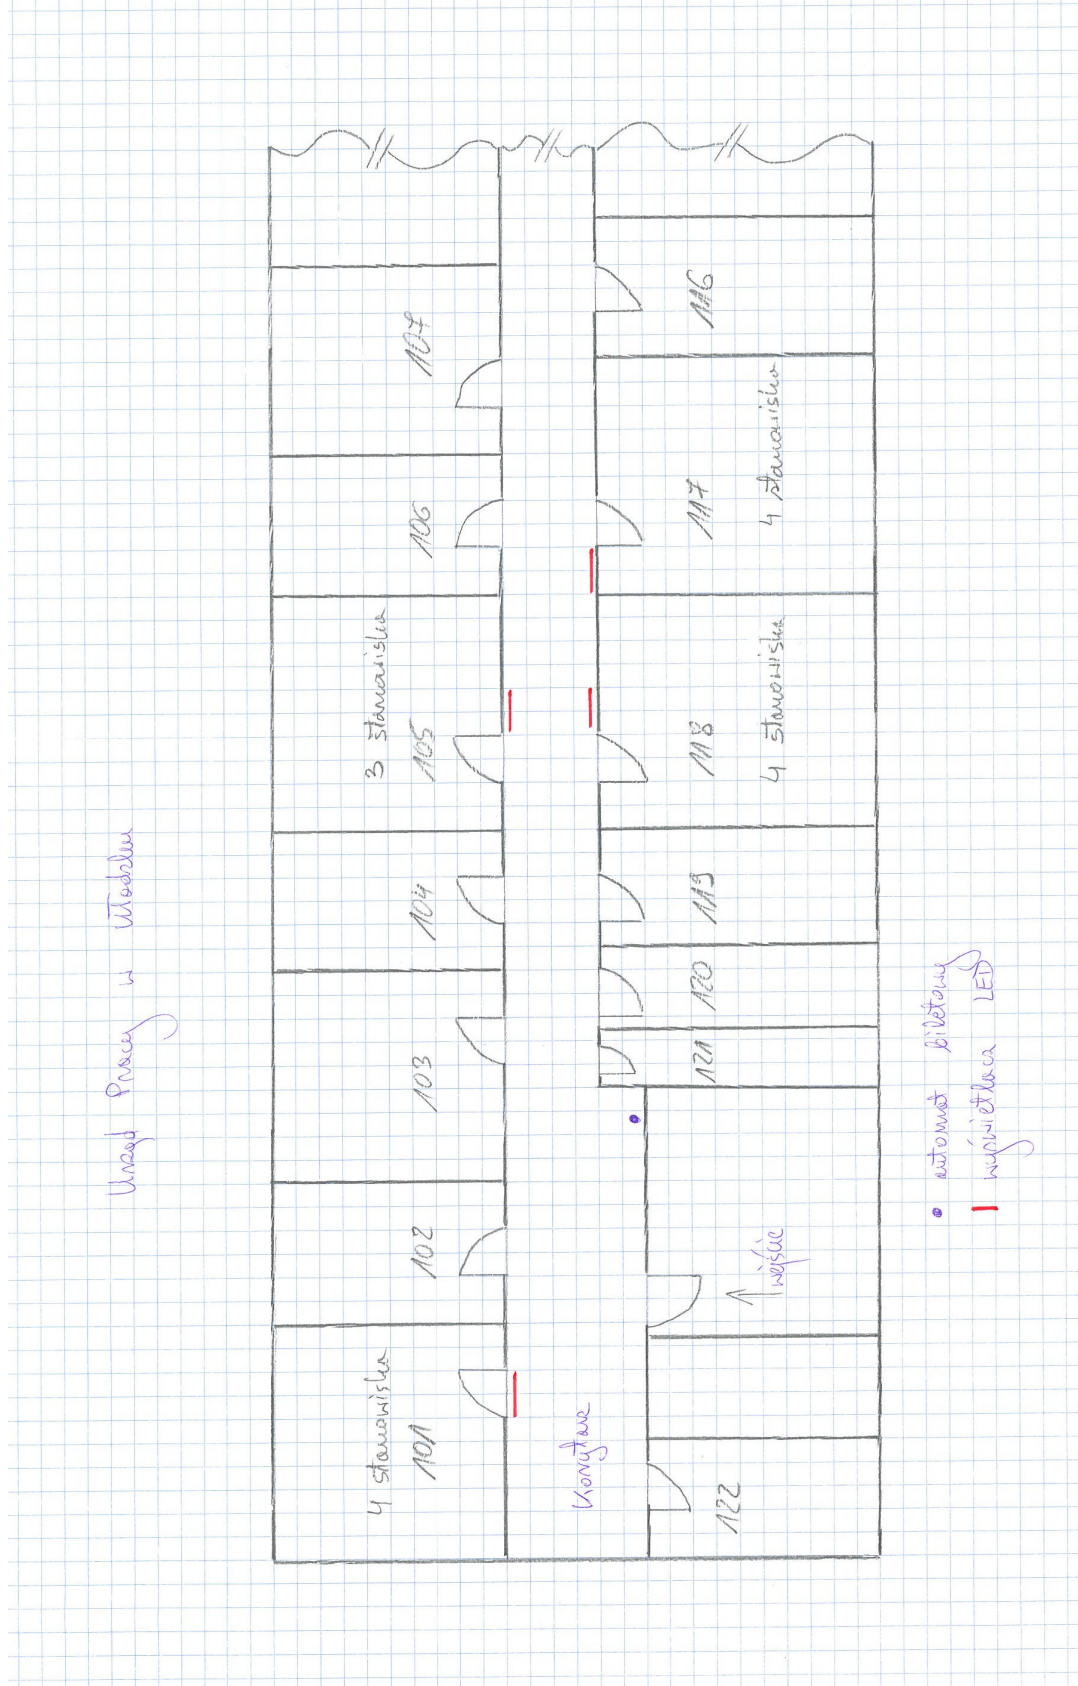 Urząd Pracy w Włodzku
4 stanowiska
101
102
103
104
3 stanowiska
105
106
107
Korytarz
122
↑ wejście
121
120
119
118
4 stanowiska
117
4 stanowiska
116
automat biletowy
wyświetlacz LED